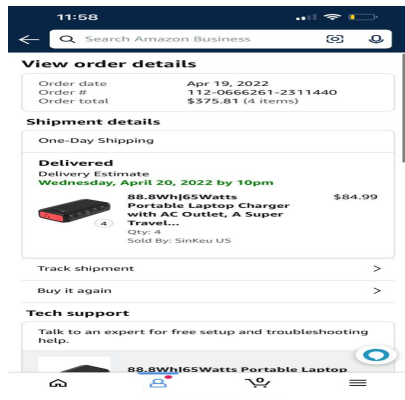 11:58
Search Amazon Business
View order details
Order date Apr 19, 2022
Order # 112-0666261-2311440
Order total $375.81 (4 items)
Shipment details
One-Day Shipping
Delivered
Delivery Estimate
Wednesday, April 20, 2022 by 10pm
88.8Wh|65Watts $84.99
Portable Laptop Charger
with AC Outlet, A Super
Travel...
4
Qty: 4
Sold By: SinKeu US
Track shipment
Buy it again
Tech support
Talk to an expert for free setup and troubleshooting
help.
88.8Wh|65Watts Portable Laptop
0